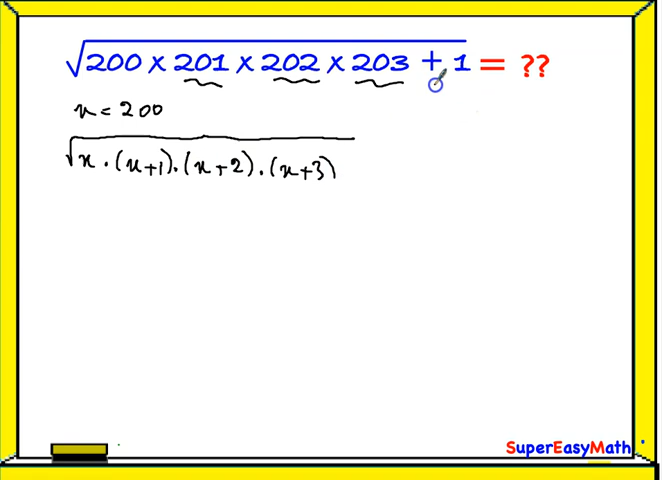 √200 × 201 × 202 × 203 + 1 = ??
x = 200
√x . (x+1) . (x+2) . (x+3)
SuperEasyMath